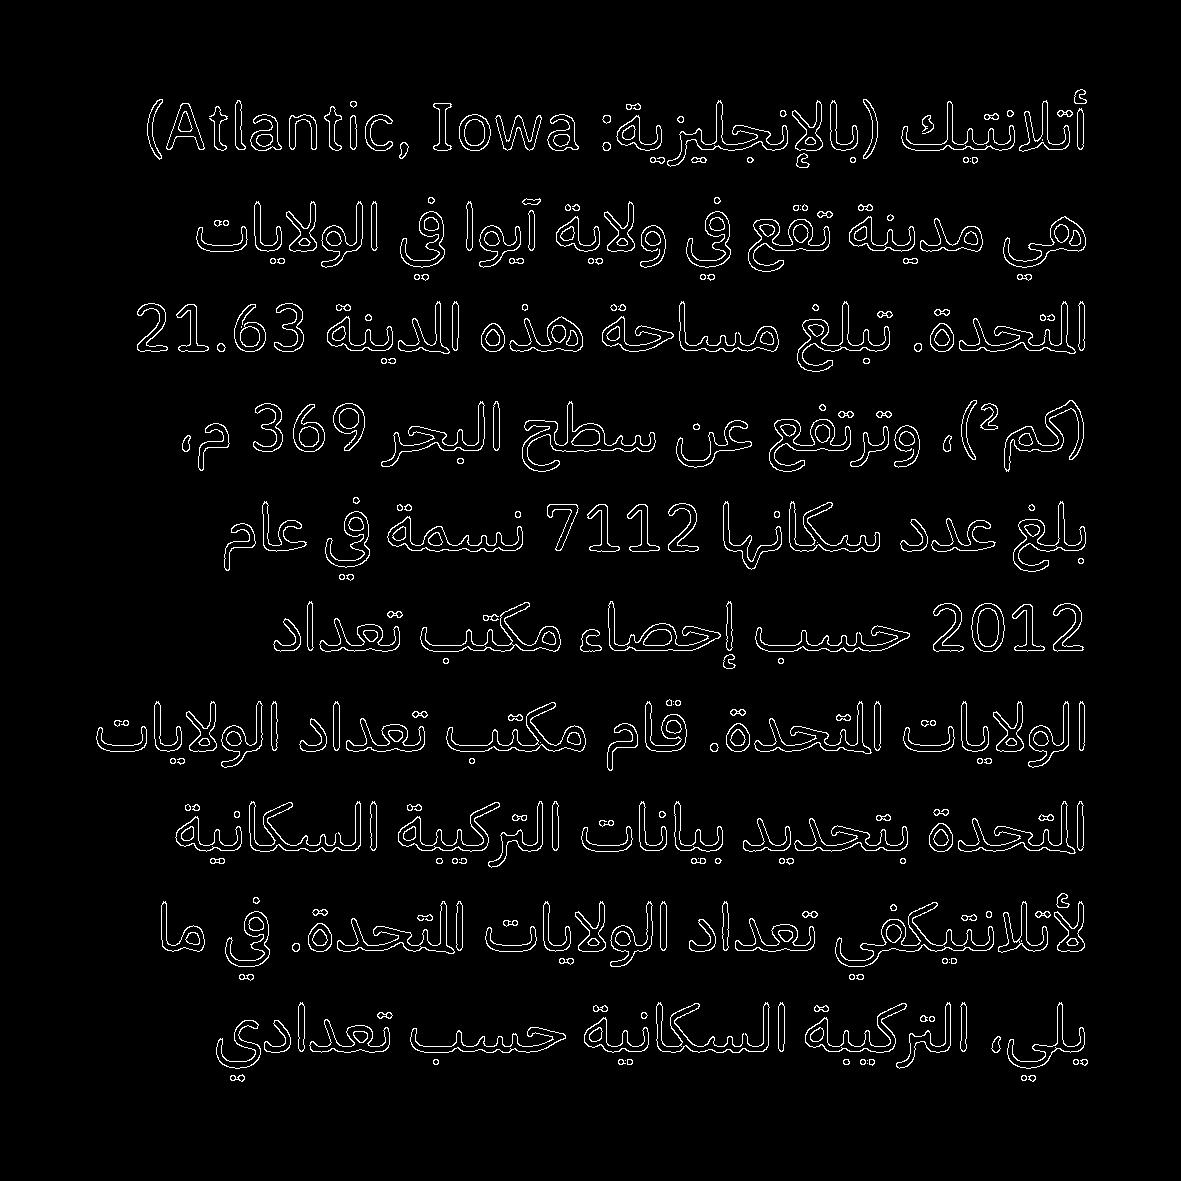 أتلانتيك (بالإنجليزية: Atlantic, Iowa)
هي مدينة تقع في ولاية آيوا في الولايات
المتحدة. تبلغ مساحة هذه المدينة 21.63
(كم²)، وترتفع عن سطح البحر 369 م،
بلغ عدد سكانها 7112 نسمة في عام
2012 حسب إحصاء مكتب تعداد
الولايات المتحدة. قام مكتب تعداد الولايات
المتحدة بتحديد بيانات التركيبة السكانية
لأتلانتيكفي تعداد الولايات المتحدة. في ما
يلي، التركيبة السكانية حسب تعدادي